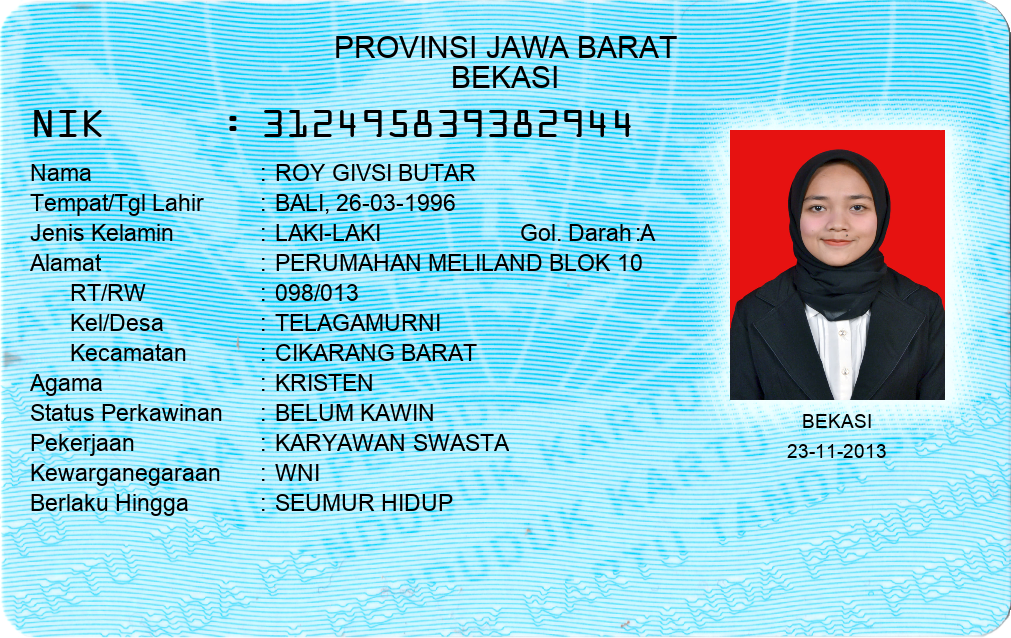 PROVINSI JAWA BARAT
BEKASI
NIK : 3124958393829 44
Nama : ROY GIVSI BUTAR
Tempat/Tgl Lahir : BALI, 26-03-1996
Jenis Kelamin : LAKI-LAKI Gol. Darah :A
Alamat : PERUMAHAN MELILAND BLOK 10
RT/RW : 098/013
Kel/Desa : TELAGAMURNI
Kecamatan : CIKARANG BARAT
Agama : KRISTEN
Status Perkawinan : BELUM KAWIN
Pekerjaan : KARYAWAN SWASTA
Kewarganegaraan : WNI
Berlaku Hingga : SEUMUR HIDUP
BEKASI
23-11-2013